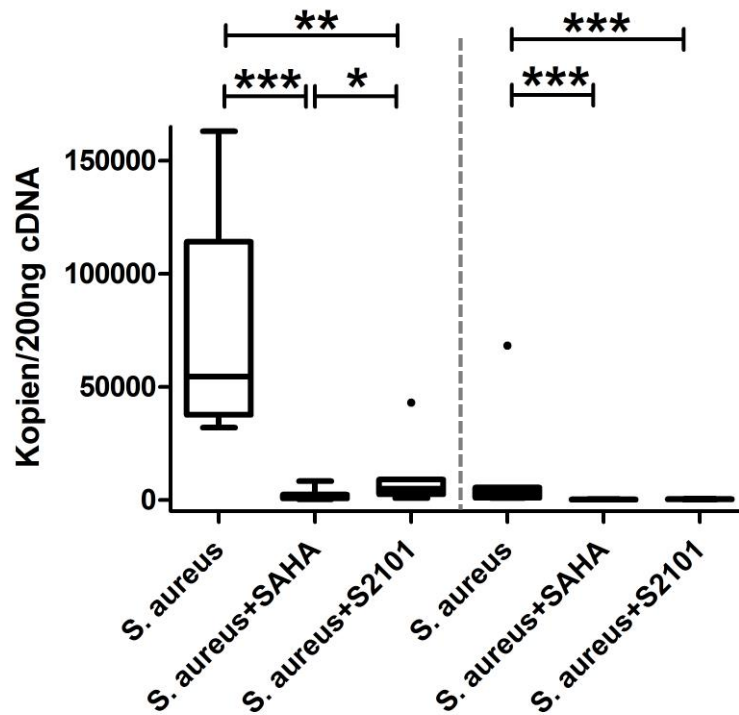 ** ***
*** * ***
Kopien/200ng cDNA
150000
100000
50000
0
S. aureus
S. aureus+SAHA
S. aureus+S2101
S. aureus
S. aureus+SAHA
S. aureus+S2101